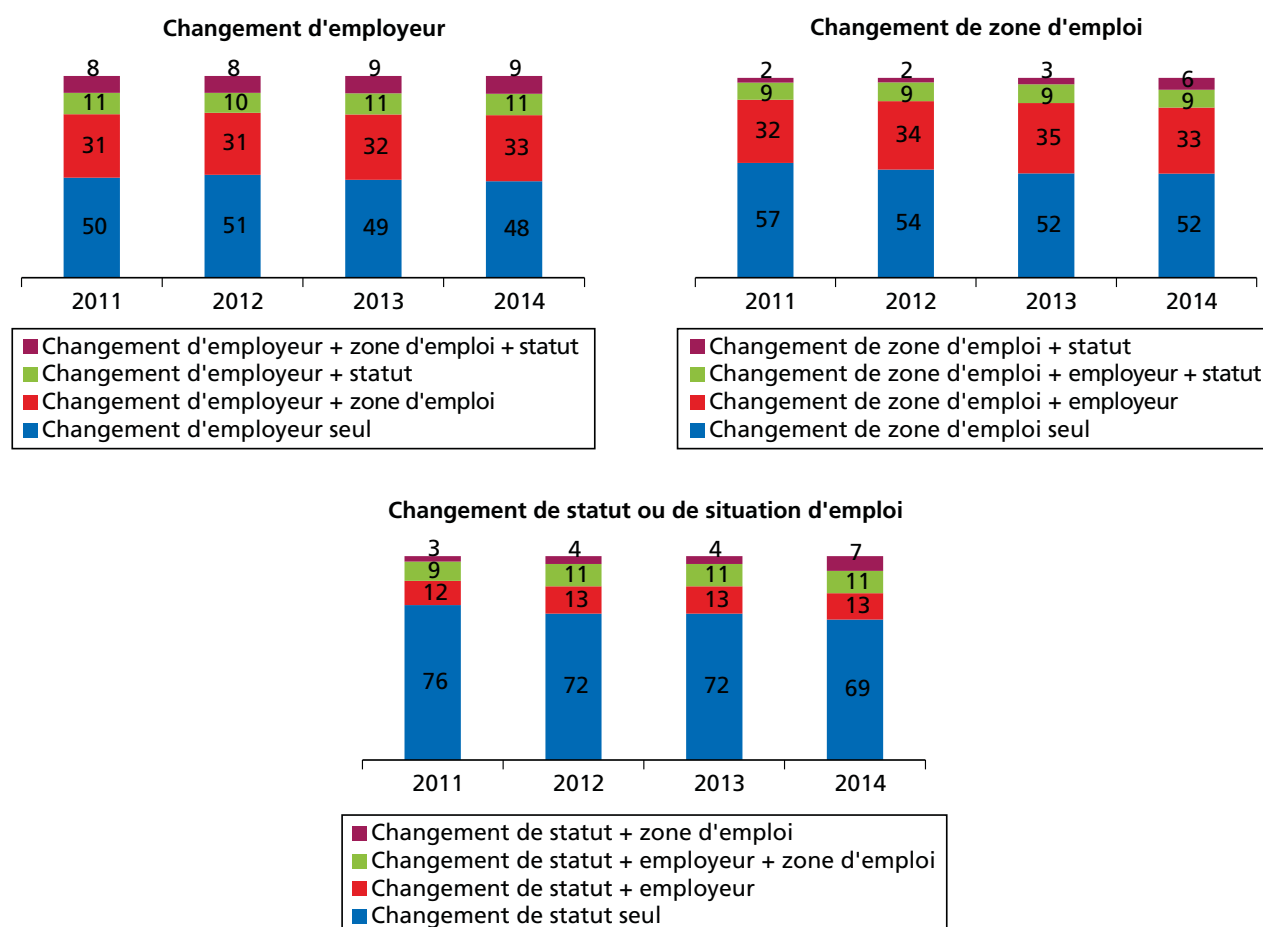 Changement d'employeur
8 8 9 9
11 10 11 11
31 31 32 33
50 51 49 48
2011 2012 2013 2014
Changement d'employeur + zone d'emploi + statut
Changement d'employeur + statut
Changement d'employeur + zone d'emploi
Changement d'employeur seul
Changement de zone d'emploi
2 2 3 6
9 9 9 9
32 34 35 33
57 54 52 52
2011 2012 2013 2014
Changement de zone d'emploi + statut
Changement de zone d'emploi + employeur + statut
Changement de zone d'emploi + employeur
Changement de zone d'emploi seul
Changement de statut ou de situation d'emploi
3 4 4 7
9 11 11 11
12 13 13 13
76 72 72 69
2011 2012 2013 2014
Changement de statut + zone d'emploi
Changement de statut + employeur + zone d'emploi
Changement de statut + employeur
Changement de statut seul